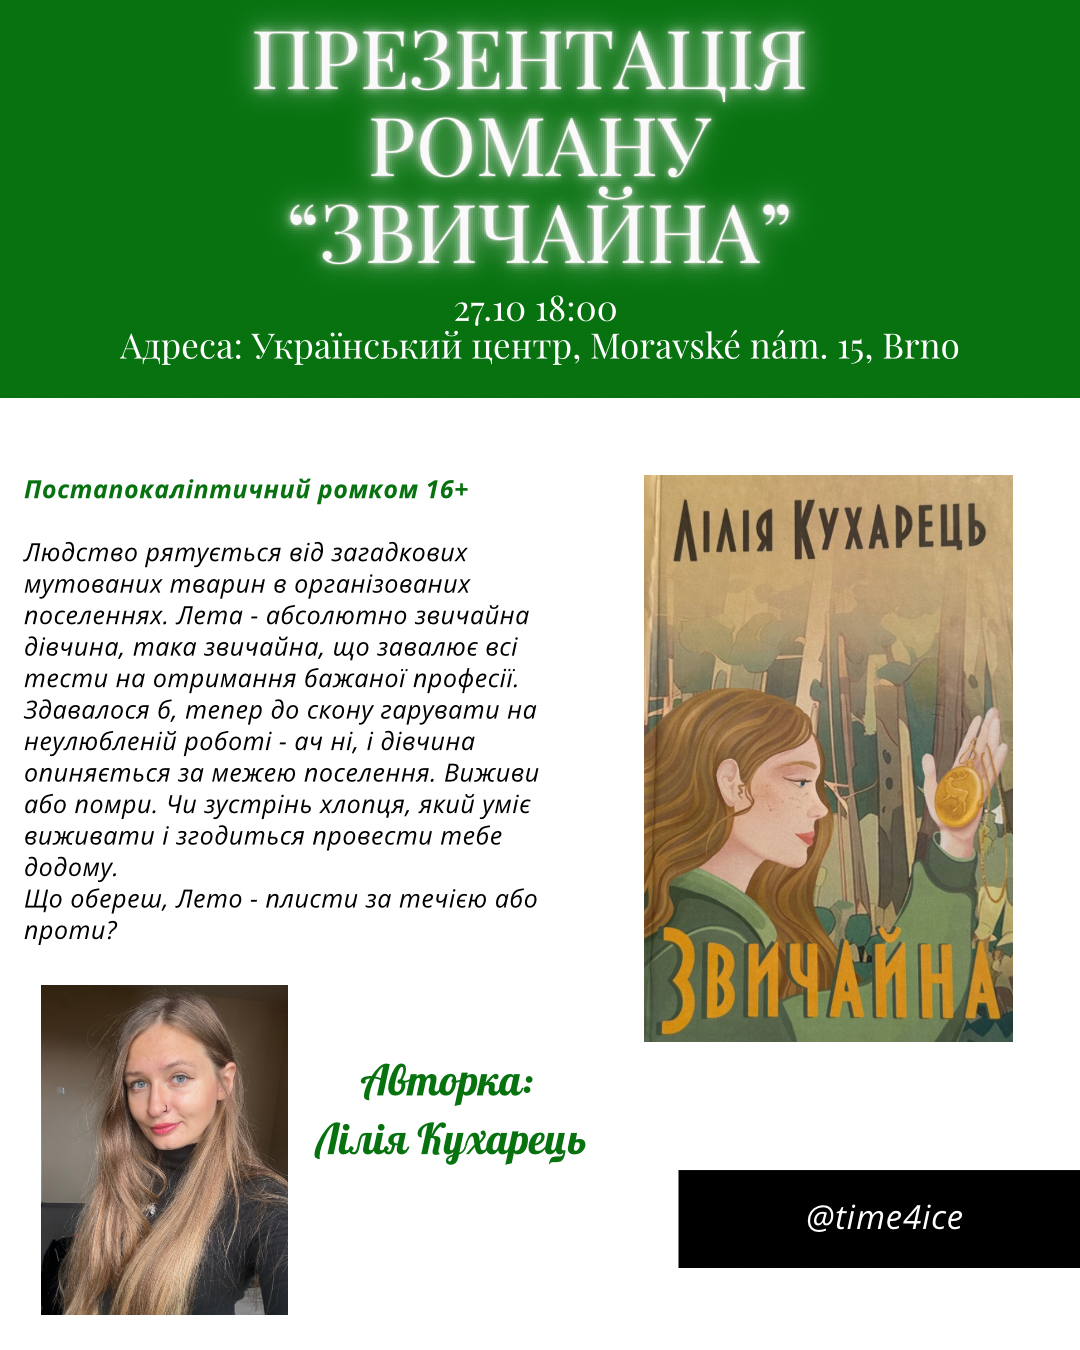 ПРЕЗЕНТАЦІЯ
РОМАНУ
“ЗВИЧАЙНА”
27.10 18:00
Адреса: Український центр, Moravské nám. 15, Brno
Постапокаліптичний ромком 16+
Людство рятується від загадкових
мутованих тварин в організованих
поселеннях. Лета - абсолютно звичайна
дівчина, така звичайна, що завалює всі
тести на отримання бажаної професії.
Здавалося б, тепер до скону гарувати на
неулюбленій роботі - ач ні, і дівчина
опиняється за межею поселення. Виживи
або помри. Чи зустрінь хлопця, який уміє
виживати і згодиться провести тебе
додому.
Що обереш, Лето - плисти за течією або
проти?
Лілія Кухарець
Звичайна
Авторка:
Лілія Кухарець
@time4ice